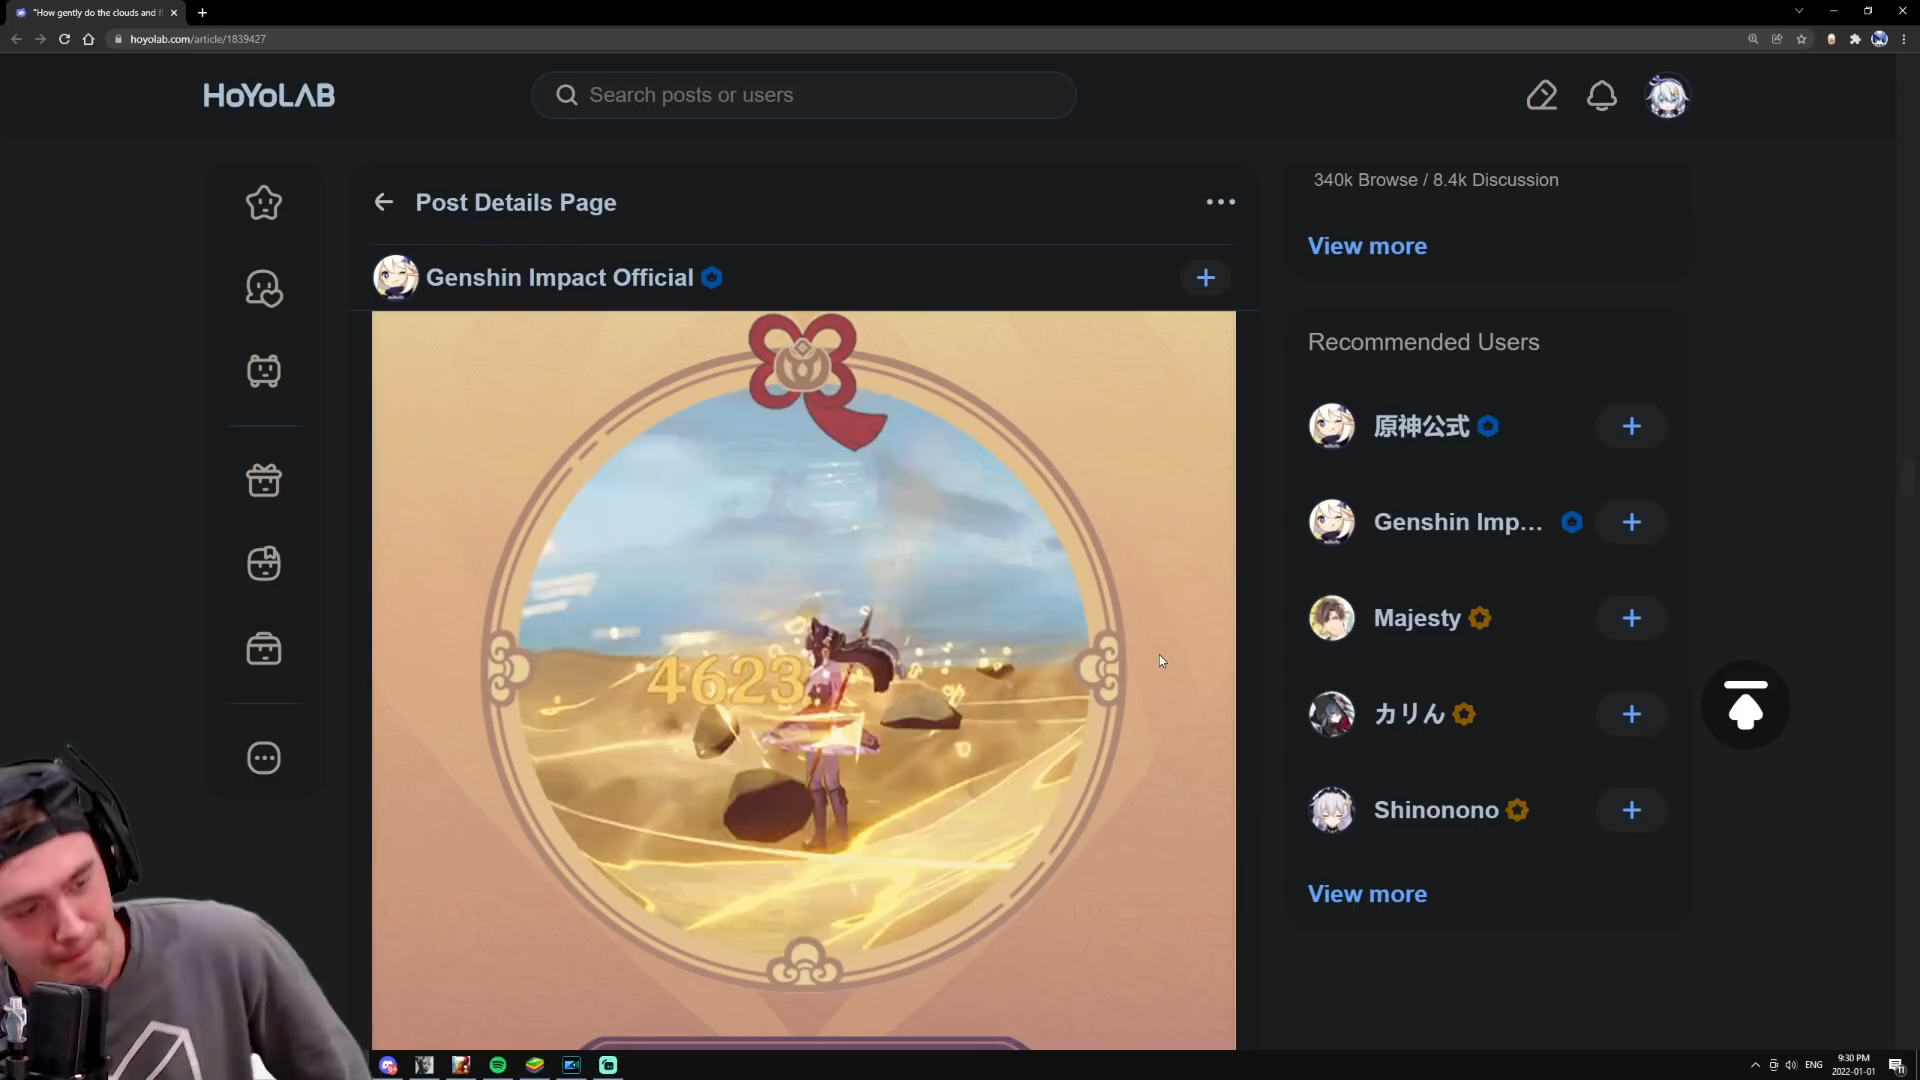 "How gently do the clouds and fl
hoyolab.com/article/1839427
HoYoLAB
Search posts or users
Post Details Page
Genshin Impact Official
4623
340k Browse / 8.4k Discussion
View more
Recommended Users
原神公式
Genshin Imp...
Majesty
カリん
Shinonono
View more
ENG
9:30 PM
2022-01-01